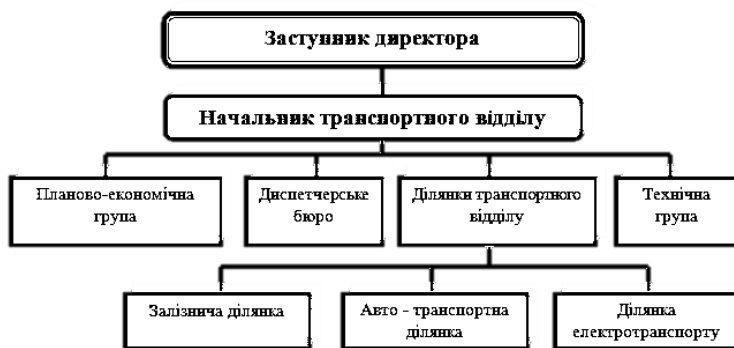 Заступник директора
Начальник транспортного відділу
Планово-економічна
група
Диспетчерське
бюро
Ділянки транспортного
відділу
Технічна
група
Залізнича ділянка
Авто - транспортна
ділянка
Ділянка
електротранспорту